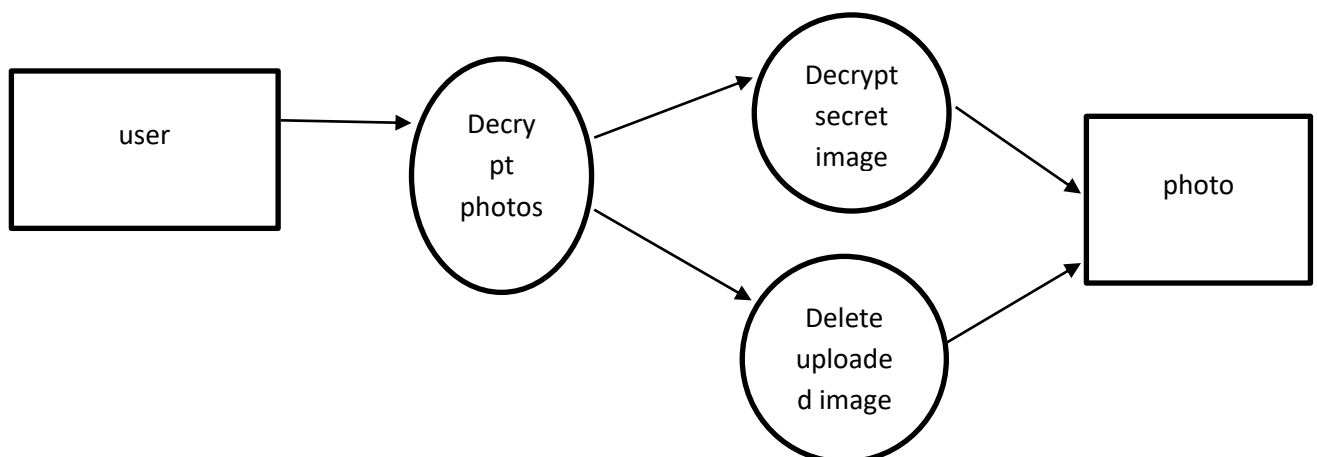 user
Decry
pt
photos
Decrypt
secret
image
Delete
uploade
d image
photo